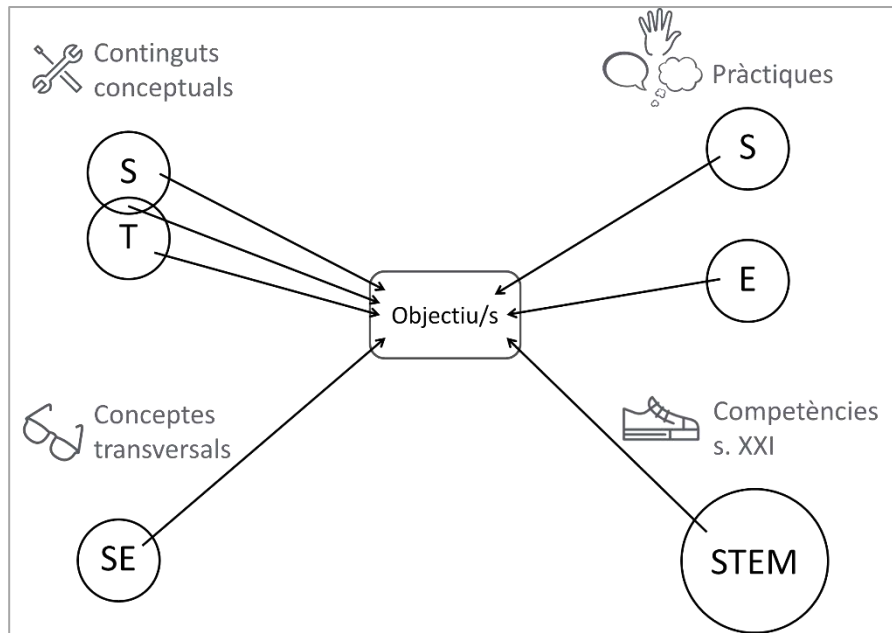 Continguts
conceptuals
S
T
Pràctiques
S
E
Objectiu/s
Conceptes
transversals
SE
Competències
s. XXI
STEM